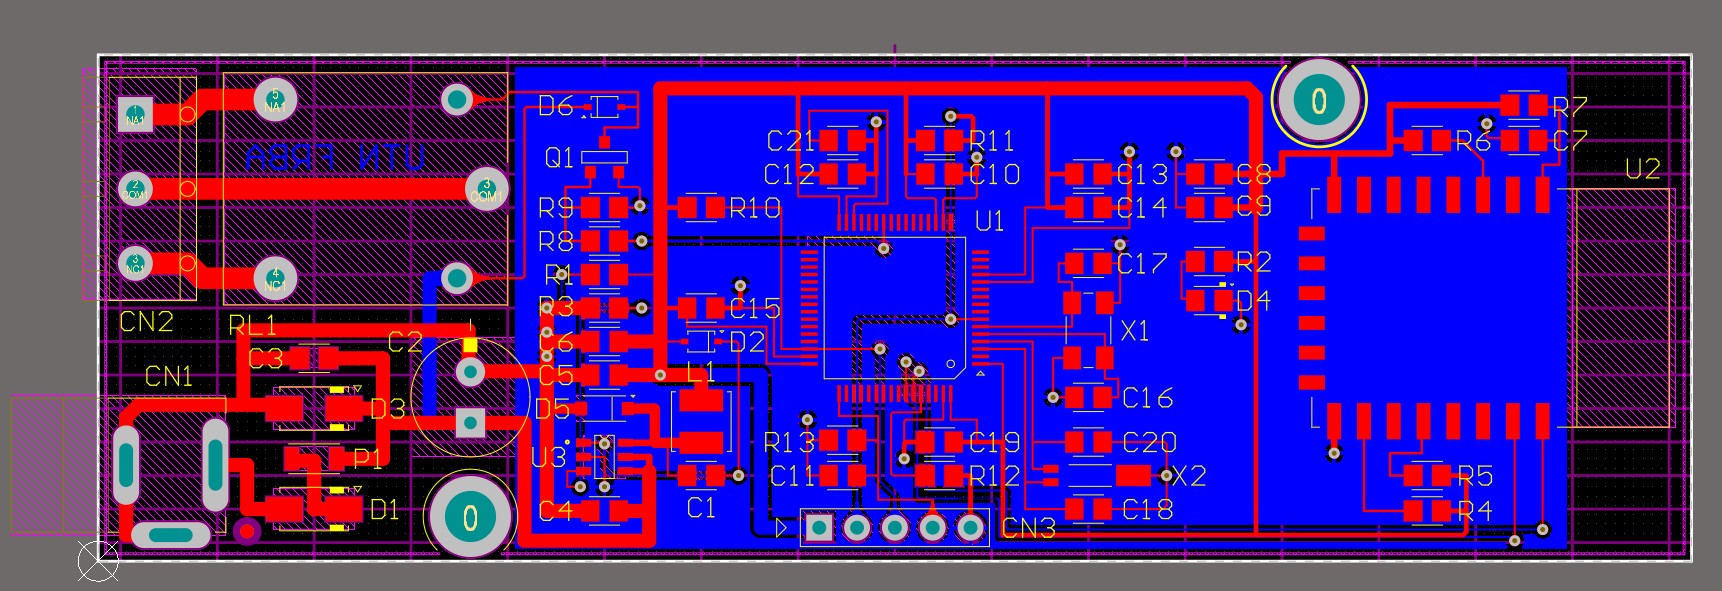 D6
Q1
R9
R8
R1
R3
C6
C5
D5
U3
C4
R10
C15
D2
L1
C1
C21
C12
R11
C10
U1
C13
C14
C17
X1
C16
C20
X2
C18
C8
C9
R2
D4
0
R7
R6
C7
U2
R5
R4
R13
C11
C19
R12
CN3
1
NA1
5
NA1
2
COM1
3
COM1
3
NC1
4
NC1
UTN FRBA
CN2
RL1
C2
C3
CN1
D3
P1
D1
0